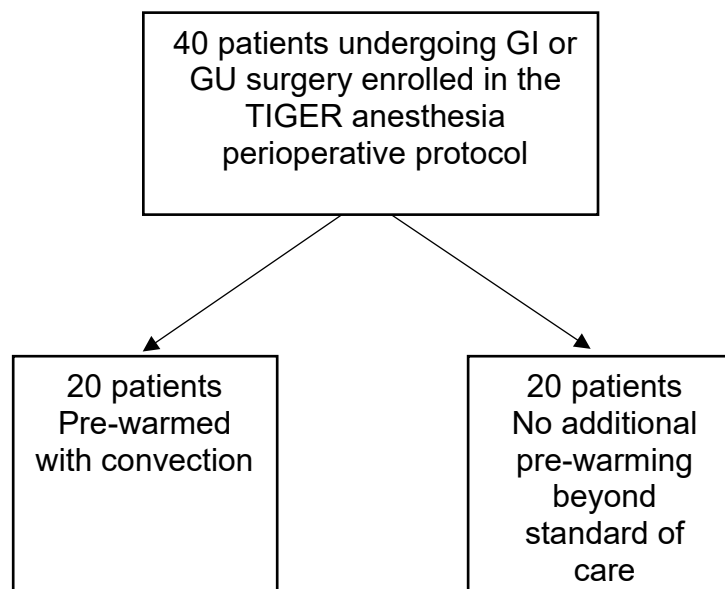 40 patients undergoing GI or
GU surgery enrolled in the
TIGER anesthesia
perioperative protocol
20 patients
Pre-warmed
with convection
20 patients
No additional
pre-warming
beyond
standard of
care